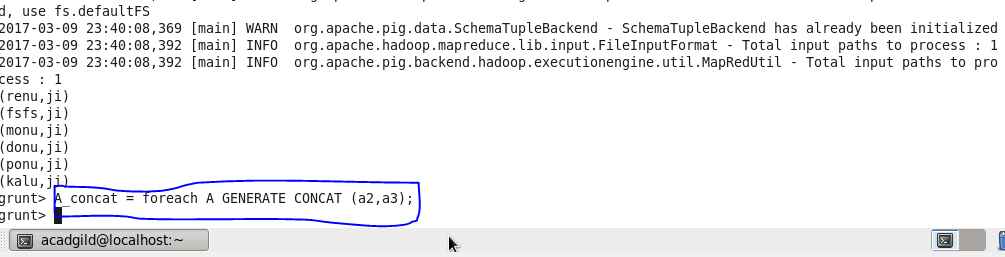 d, use fs.defaultFS
2017-03-09 23:40:08,369 [main] WARN  org.apache.pig.data.SchemaTupleBackend - SchemaTupleBackend has already been initialized
2017-03-09 23:40:08,392 [main] INFO  org.apache.hadoop.mapreduce.lib.input.FileInputFormat - Total input paths to process : 1
2017-03-09 23:40:08,392 [main] INFO  org.apache.pig.backend.hadoop.executionengine.util.MapRedUtil - Total input paths to pro
cess : 1
(renu,ji)
(fsfs,ji)
(monu,ji)
(donu,ji)
(ponu,ji)
(kalu,ji)
grunt> A_concat = foreach A GENERATE CONCAT (a2,a3);
grunt>
acadgild@localhost:~